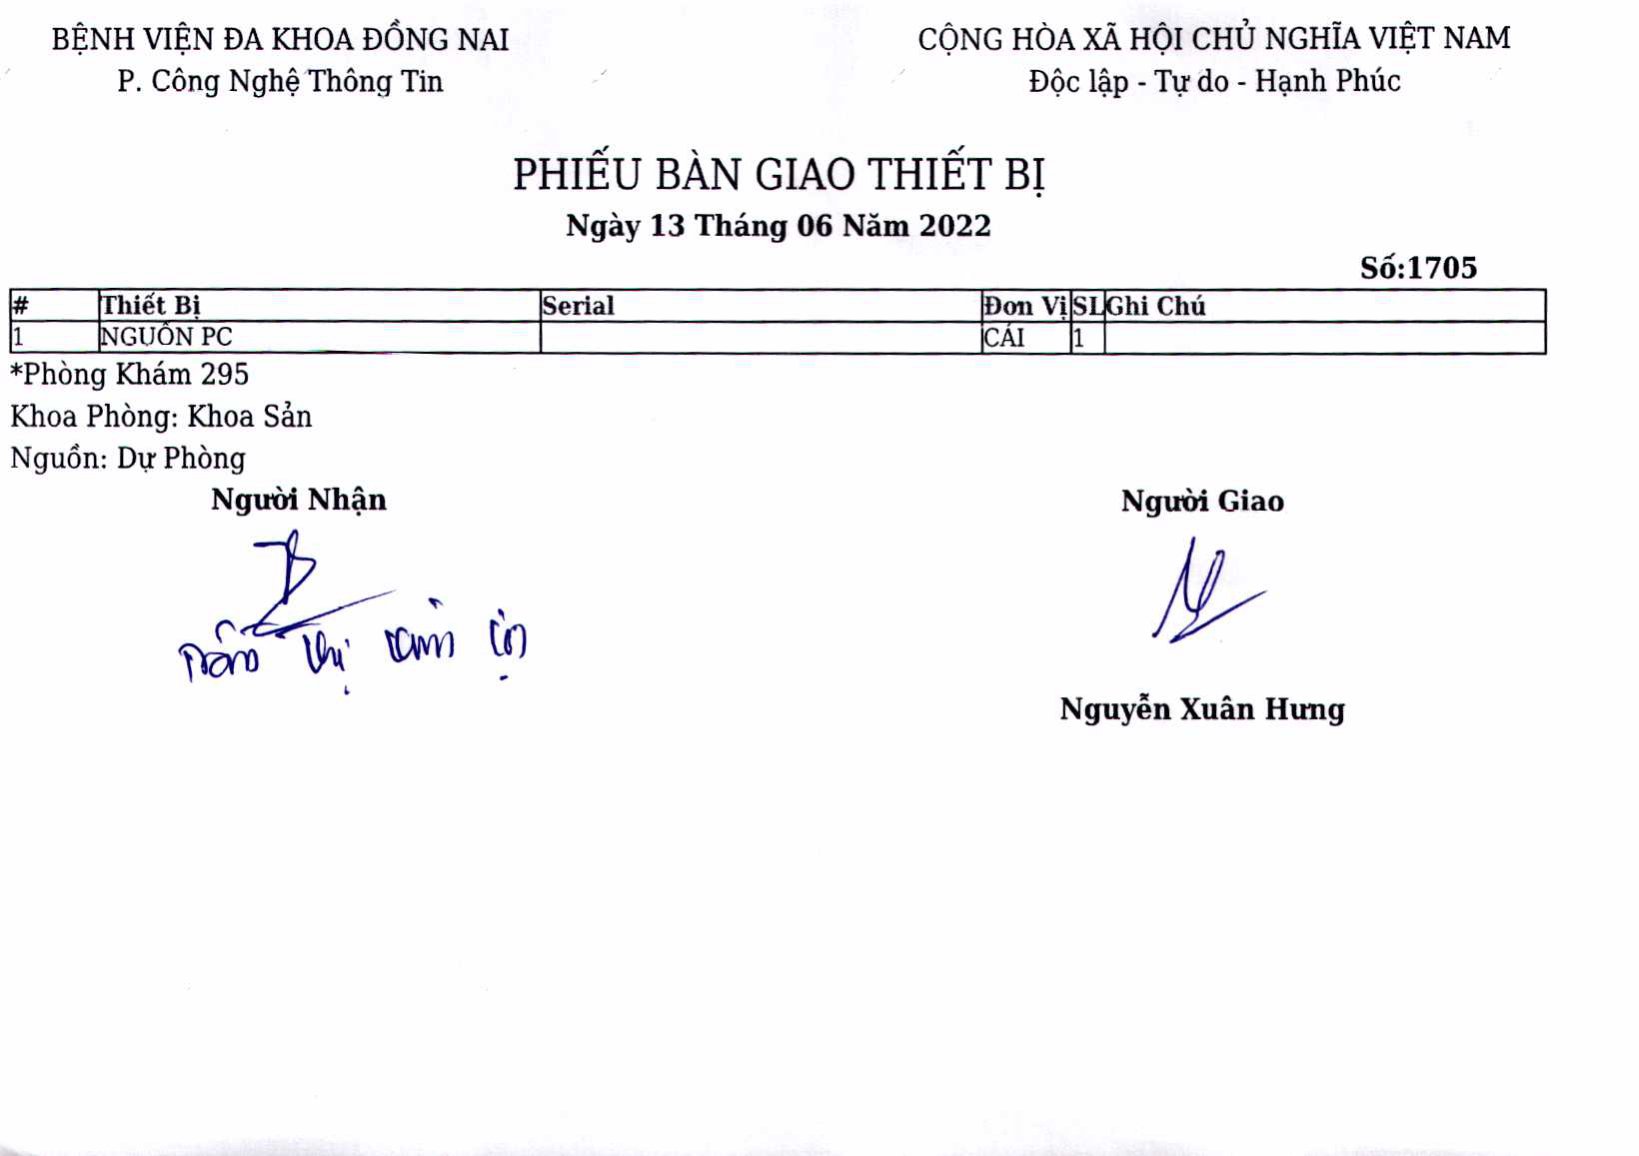 BỆNH VIỆN ĐA KHOA ĐỒNG NAI
P. Công Nghệ Thông Tin
CỘNG HÒA XÃ HỘI CHỦ NGHĨA VIỆT NAM
Độc lập - Tự do - Hạnh Phúc
PHIẾU BÀN GIAO THIẾT BỊ
Ngày 13 Tháng 06 Năm 2022
Số:1705
# Thiết Bị Serial Đơn Vị SL Ghi Chú
1 NGUỒN PC CÁI 1
*Phòng Khám 295
Khoa Phòng: Khoa Sản
Nguồn: Dự Phòng
Người Nhận
Người Giao
Trần Thị
Nguyễn Xuân Hưng